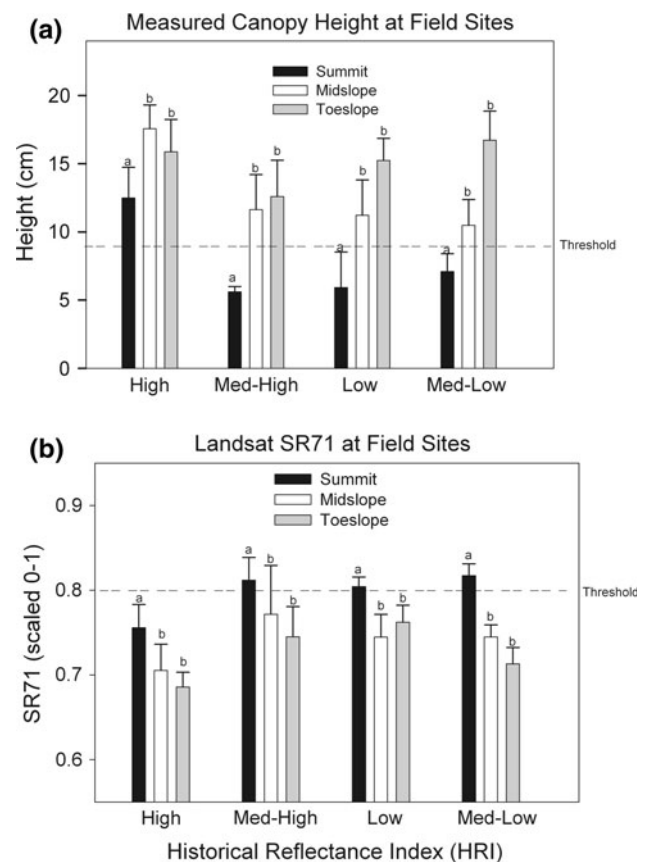 (a) Measured Canopy Height at Field Sites
Summit
Midslope
Toeslope
Height (cm)
20
15
10
5
0
a b b
a b b
a b b
a b b
Threshold
High Med-High Low Med-Low
(b) Landsat SR71 at Field Sites
Summit
Midslope
Toeslope
SR71 (scaled 0-1)
0.9
0.8
0.7
0.6
a b b
a b b
a b b
a b b
Threshold
High Med-High Low Med-Low
Historical Reflectance Index (HRI)